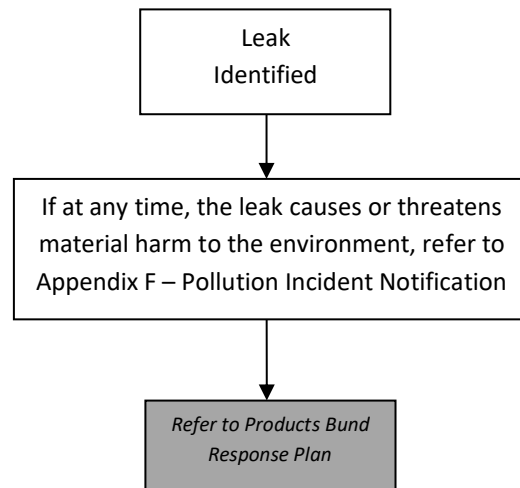 Leak
Identified
If at any time, the leak causes or threatens
material harm to the environment, refer to
Appendix F – Pollution Incident Notification
Refer to Products Bund
Response Plan